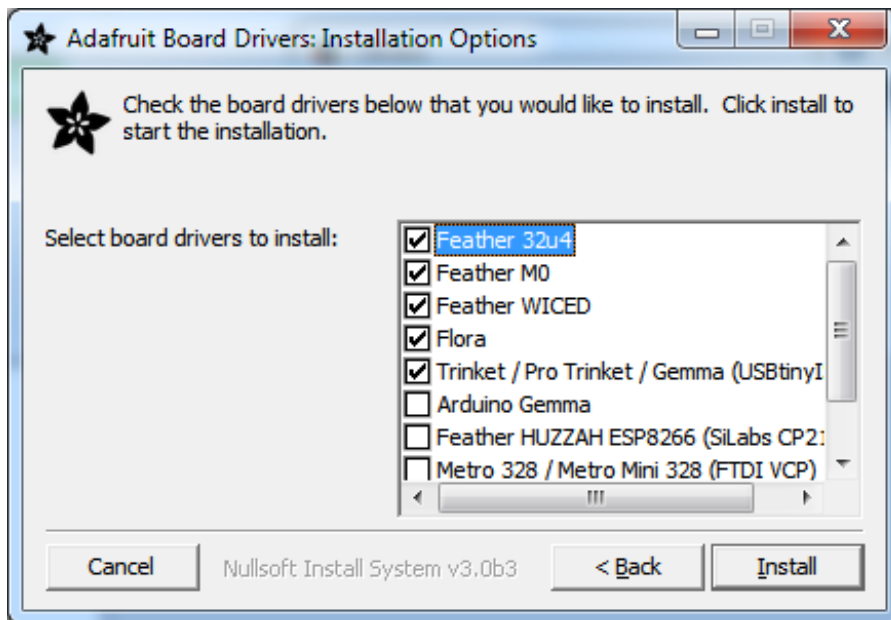 Adafruit Board Drivers: Installation Options
Check the board drivers below that you would like to install.  Click install to
start the installation.
Select board drivers to install:
Feather 32u4
Feather M0
Feather WICED
Flora
Trinket / Pro Trinket / Gemma (USBtinyI
Arduino Gemma
Feather HUZZAH ESP8266 (SiLabs CP21
Metro 328 / Metro Mini 328 (FTDI VCP)
Cancel
Nullsoft Install System v3.0b3
< Back
Install